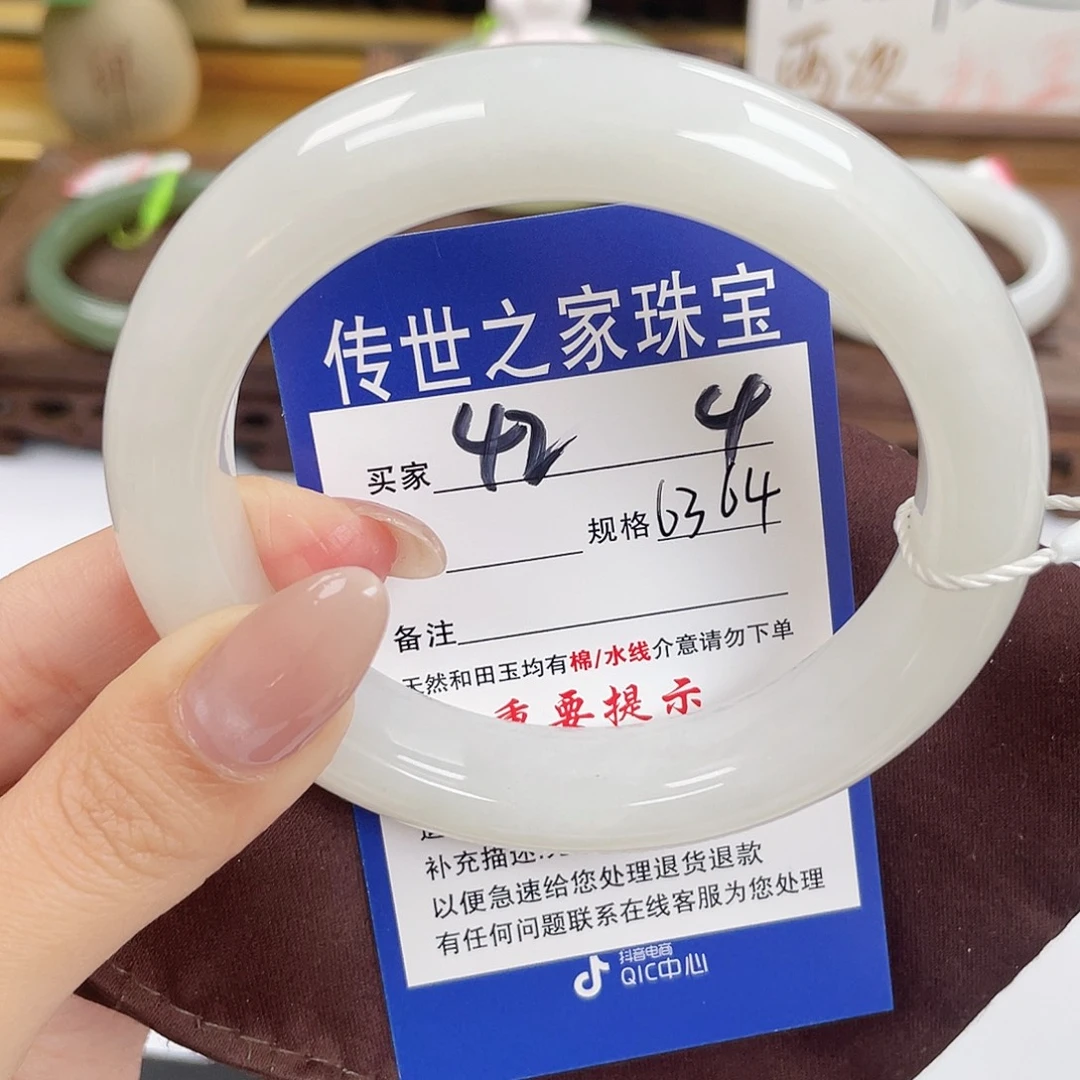 两次
传世之家珠宝
买家 42 4
规格 63 64
备注
天然和田玉均有棉/水线介意请勿下单
重要提示
补充描述
以便急速给您处理退货退款
有任何问题联系在线客服为您处理
抖音电商
QIC中心